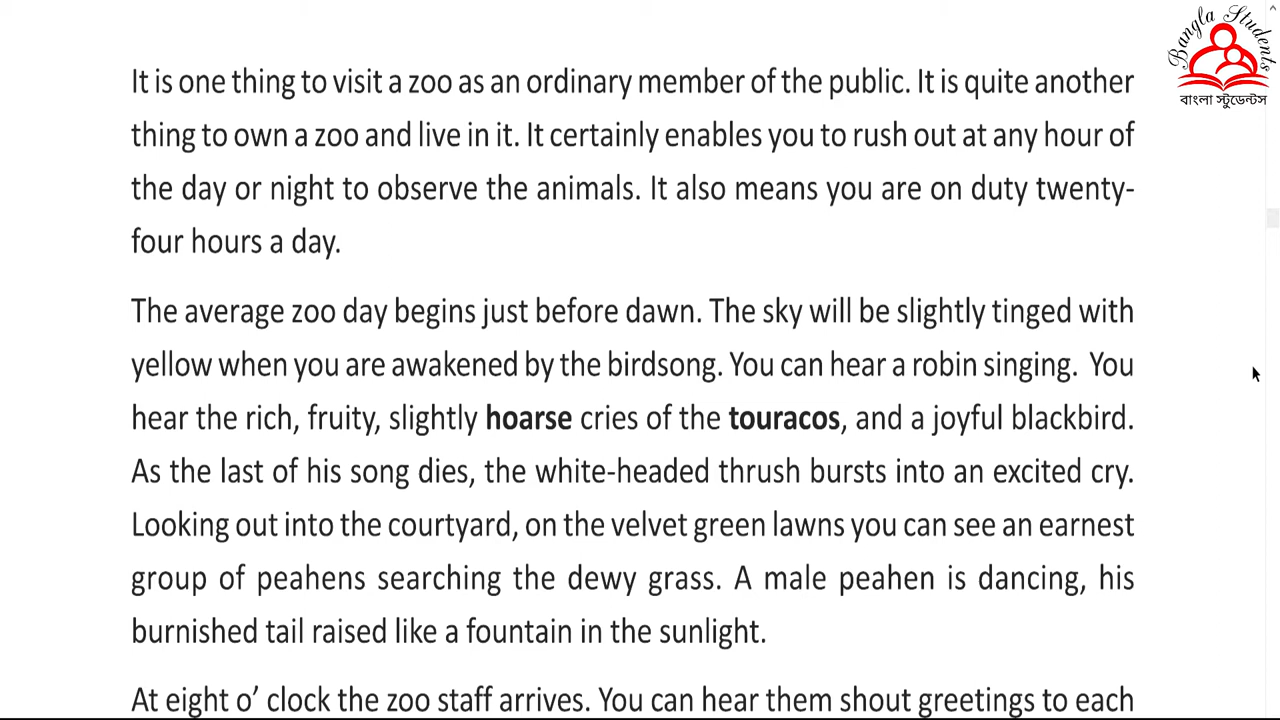 Bangla Students
বাংলা স্টুডেন্টস
It is one thing to visit a zoo as an ordinary member of the public. It is quite another
thing to own a zoo and live in it. It certainly enables you to rush out at any hour of
the day or night to observe the animals. It also means you are on duty twenty-
four hours a day.
The average zoo day begins just before dawn. The sky will be slightly tinged with
yellow when you are awakened by the birdsong. You can hear a robin singing. You
hear the rich, fruity, slightly hoarse cries of the touracos, and a joyful blackbird.
As the last of his song dies, the white-headed thrush bursts into an excited cry.
Looking out into the courtyard, on the velvet green lawns you can see an earnest
group of peahens searching the dewy grass. A male peahen is dancing, his
burnished tail raised like a fountain in the sunlight.
At eight o’ clock the zoo staff arrives. You can hear them shout greetings to each